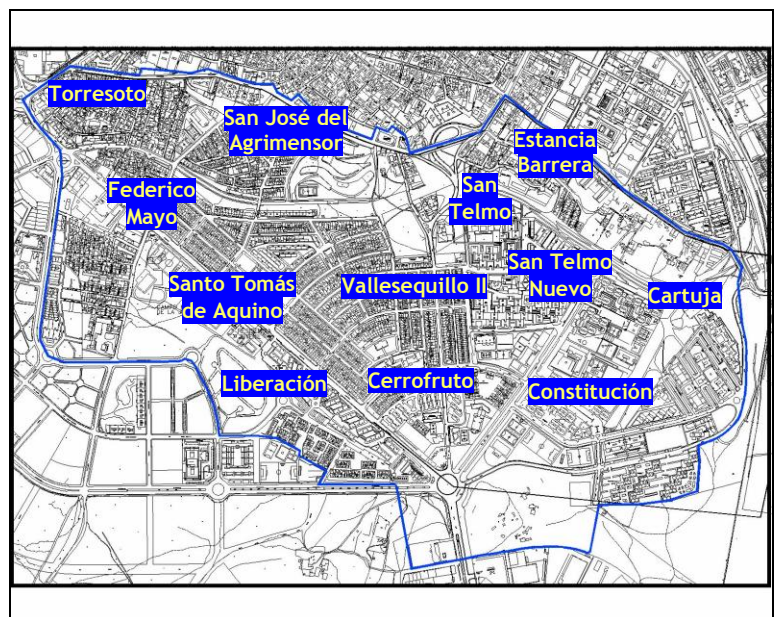 Torresoto
San José del
Agrimensor
Estancia
Barrera
Federico
Mayo
San
Telmo
San Telmo
Nuevo
Santo Tomás
de Aquino
Vallesequillo II
Cartuja
Liberación
Cerrofruto
Constitución